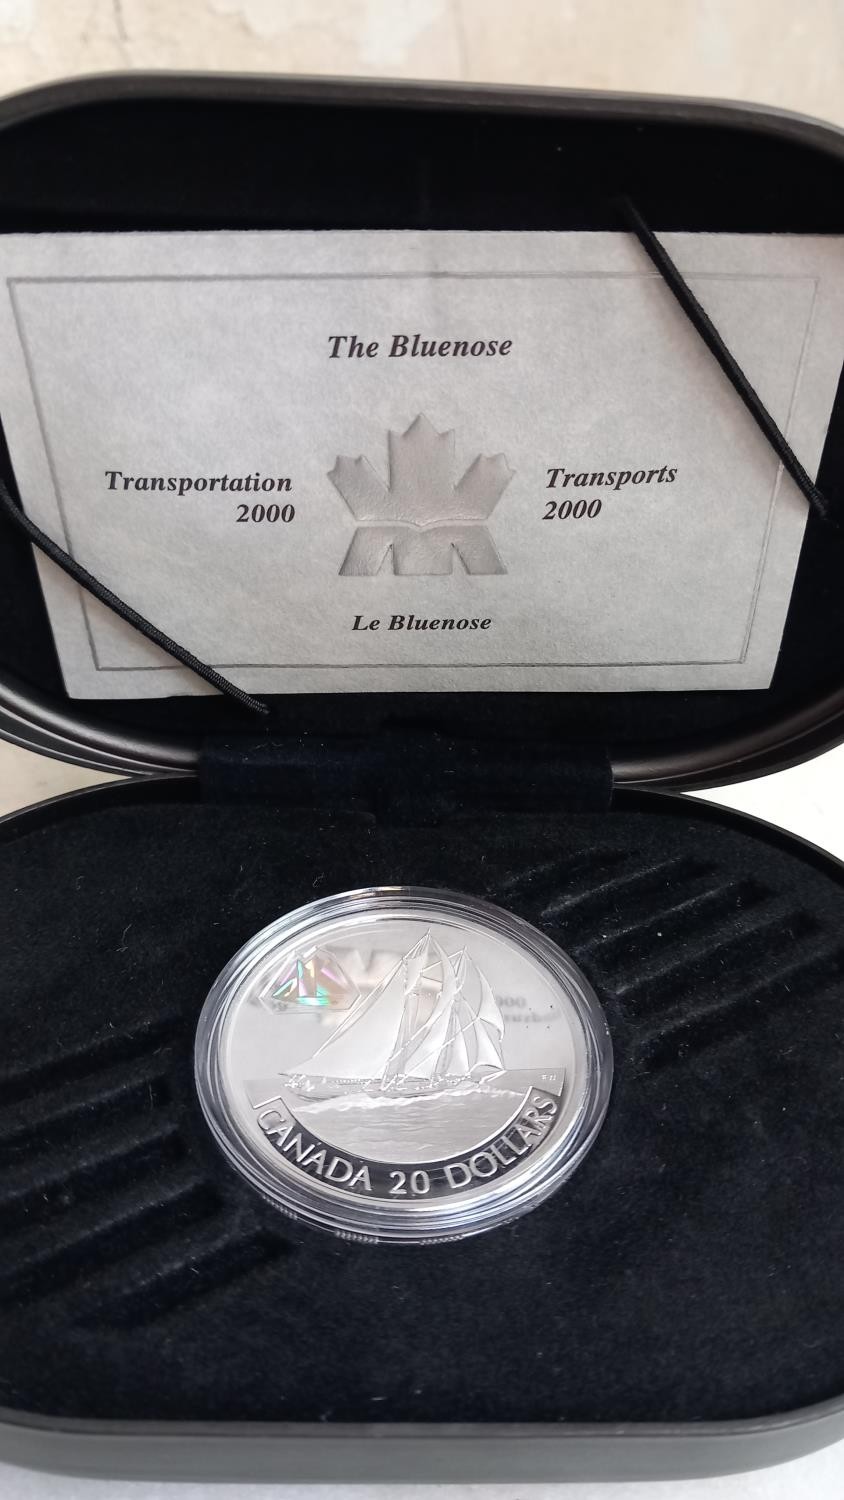 The Bluenose
Transportation
2000
Transports
2000
Le Bluenose
CANADA 20 DOLLARS